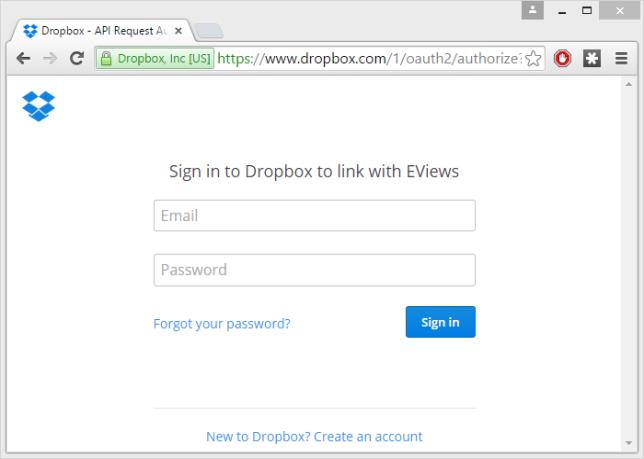 Dropbox - API Request Au
Dropbox, Inc [US] https://www.dropbox.com/1/oauth2/authorize?
Sign in to Dropbox to link with EViews
Email
Password
Forgot your password?
Sign in
New to Dropbox? Create an account